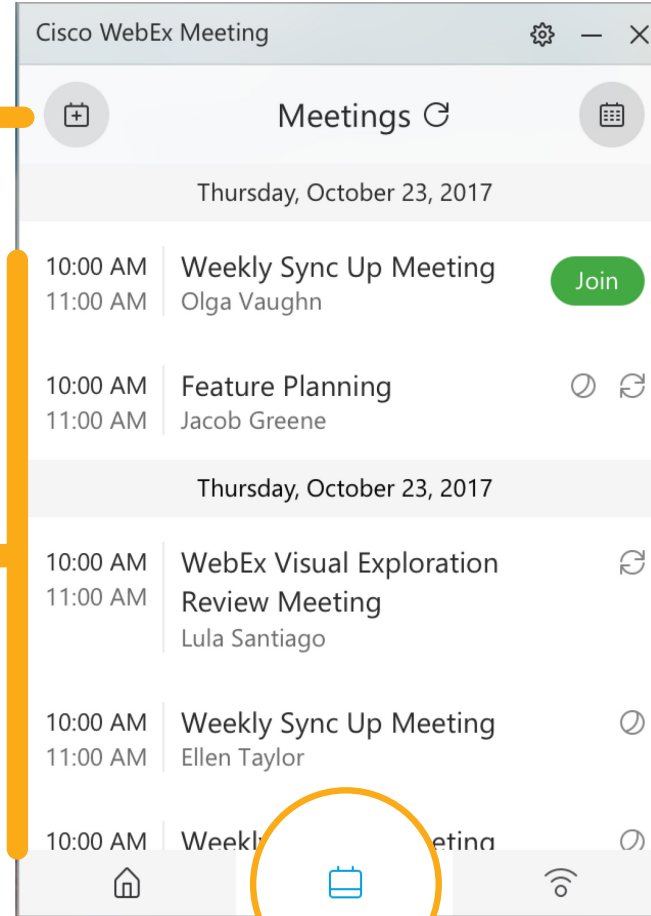 Cisco WebEx Meeting
Meetings
Thursday, October 23, 2017
10:00 AM Weekly Sync Up Meeting
11:00 AM Olga Vaughn
Join
10:00 AM Feature Planning
11:00 AM Jacob Greene
Thursday, October 23, 2017
10:00 AM WebEx Visual Exploration
11:00 AM Review Meeting
Lula Santiago
10:00 AM Weekly Sync Up Meeting
11:00 AM Ellen Taylor
10:00 AM